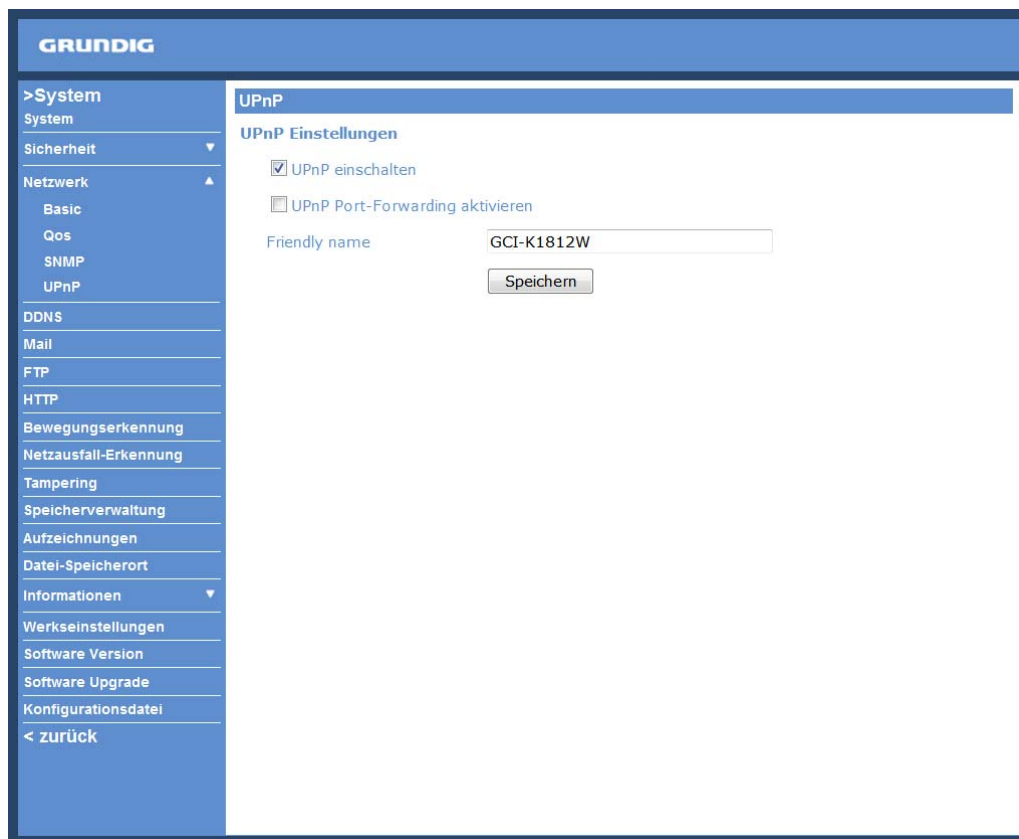 GRUNDIG
>System
System
Sicherheit
Netzwerk
Basic
Qos
SNMP
UPnP
DDNS
Mail
FTP
HTTP
Bewegungserkennung
Netzausfall-Erkennung
Tampering
Speicherverwaltung
Aufzeichnungen
Datei-Speicherort
Informationen
Werkseinstellungen
Software Version
Software Upgrade
Konfigurationsdatei
< zurück
UPnP
UPnP Einstellungen
UPnP einschalten
UPnP Port-Forwarding aktivieren
Friendly name GCI-K1812W
Speichern